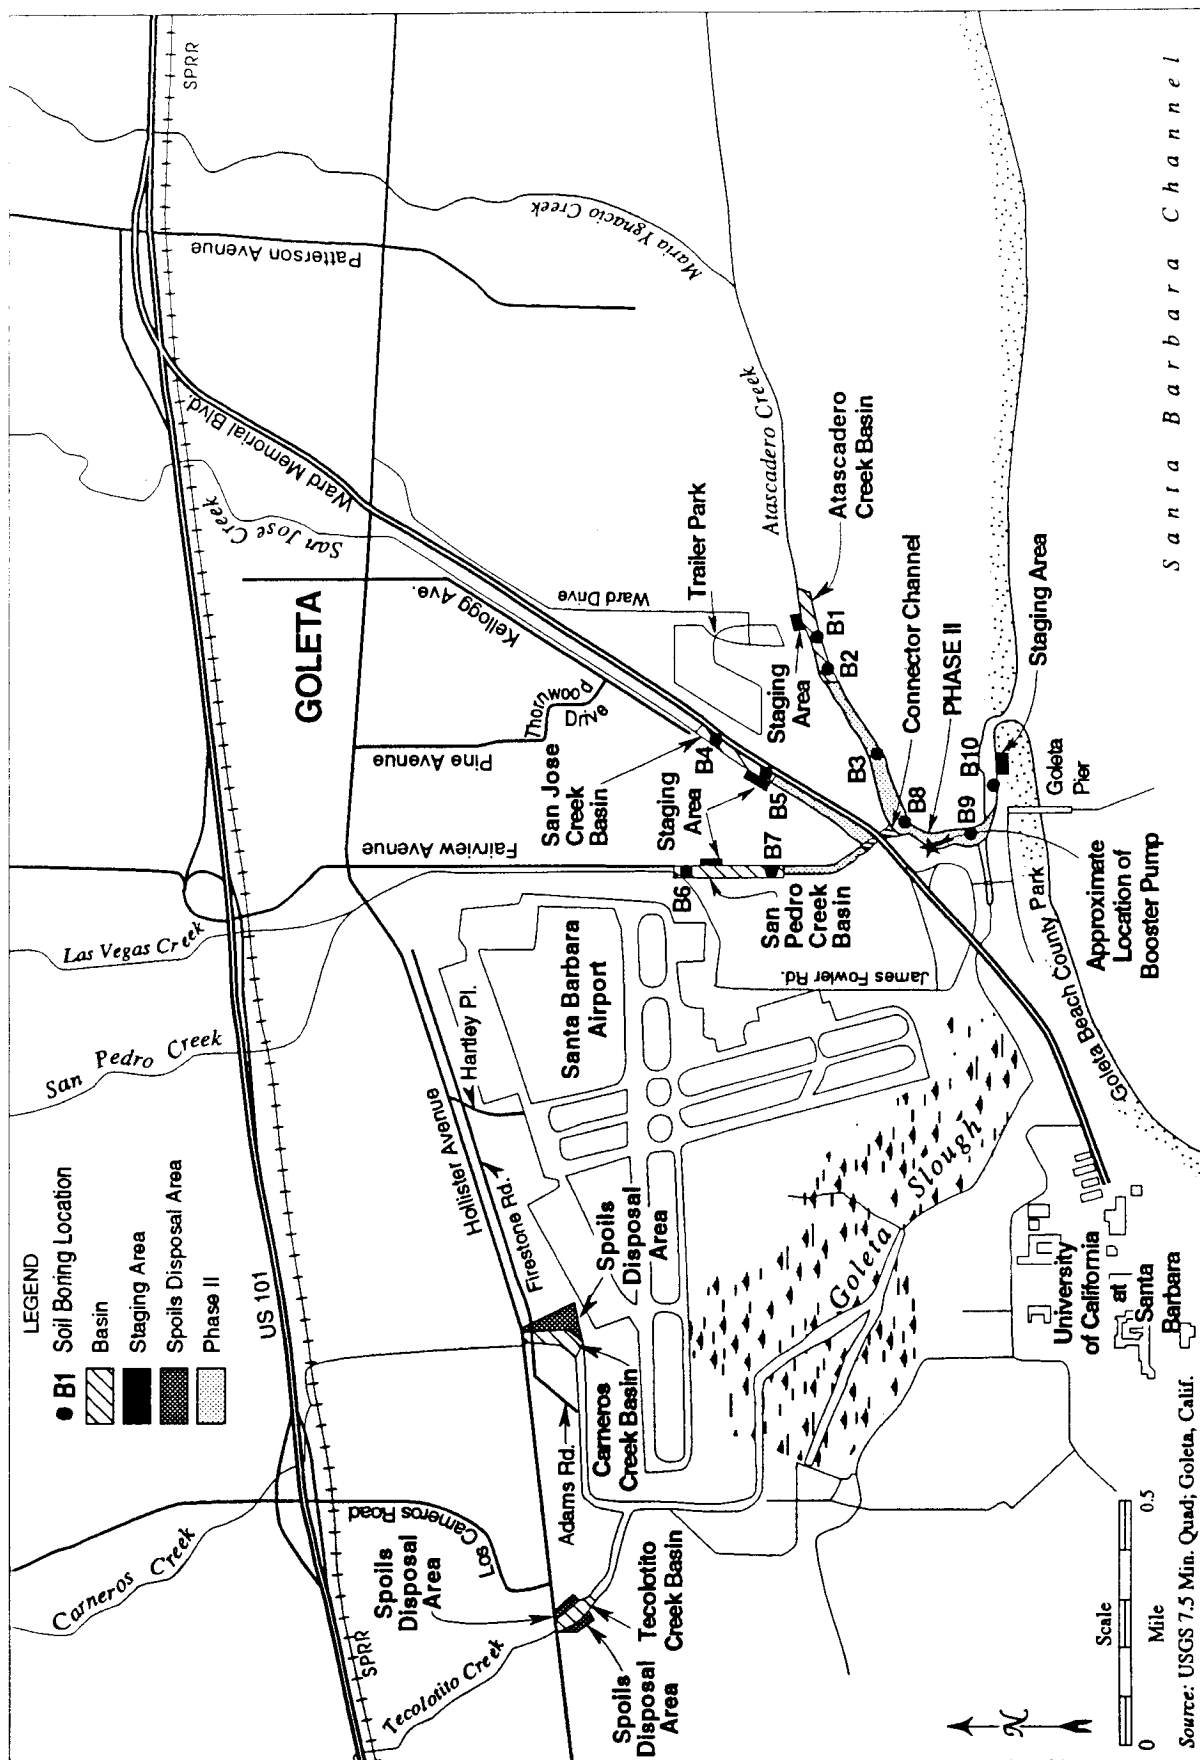 LEGEND
B1 Soil Boring Location
Basin
Staging Area
Spoils Disposal Area
Phase II
Carneros Creek
San Pedro Creek
Las Vegas Creek
SPRR
SPRR
US 101
Los Carneros Road
Tecolotito Creek
Hollister Avenue
Firestone Rd.
Hartley Pl.
Adams Rd.
Fairview Avenue
Pine Avenue
Thornwood
Drive
Kellogg Ave.
GOLETA
San Jose Creek
Ward Memorial Blvd.
Patterson Avenue
Maria Ygnacio Creek
Atascadero Creek
Ward Drive
Trailer Park
Spoils
Disposal
Area
Spoils
Disposal
Area
Tecolotito
Creek Basin
Carneros
Creek Basin
Spoils
Disposal
Area
Santa Barbara
Airport
San Jose
Creek
Basin
Staging
Area
B4
B5
B6
B7
San
Pedro
Creek
Basin
James Fowler Rd.
Staging
Area
B1
B2
B3
Atascadero
Creek Basin
Connector Channel
PHASE II
B8
B9
B10
Staging Area
Goleta
Pier
Approximate
Location of
Booster Pump
Goleta Beach County Park
Goleta Slough
University
of California
at
Santa
Barbara
Santa Barbara Channel
N
Scale
0 0.5
Mile
Source: USGS 7.5 Min. Quad; Goleta, Calif.